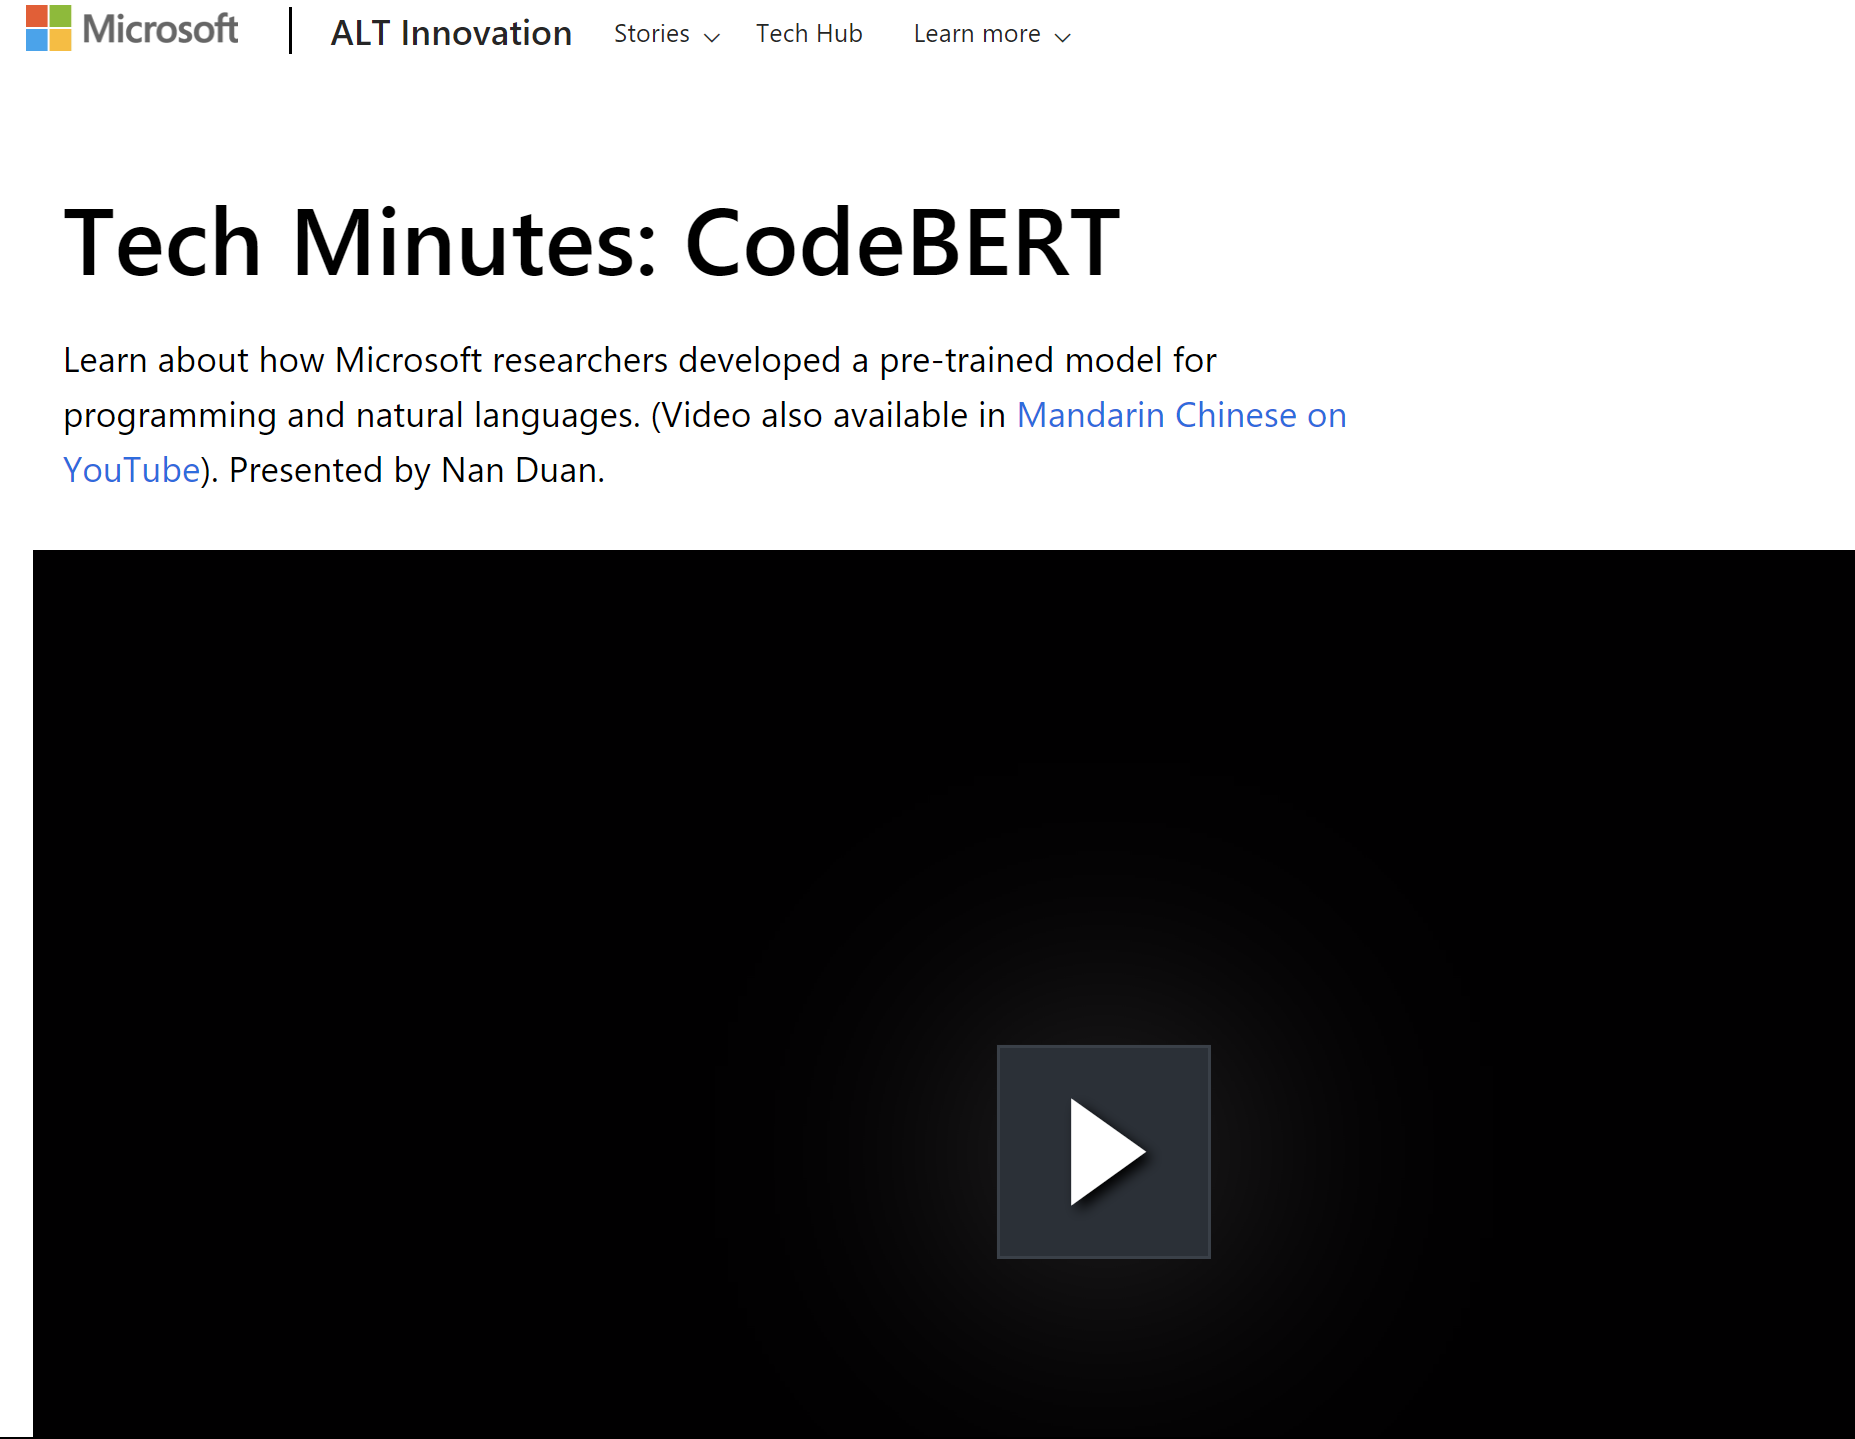 Microsoft
ALT Innovation Stories Tech Hub Learn more
Tech Minutes: CodeBERT
Learn about how Microsoft researchers developed a pre-trained model for
programming and natural languages. (Video also available in Mandarin Chinese on
YouTube). Presented by Nan Duan.